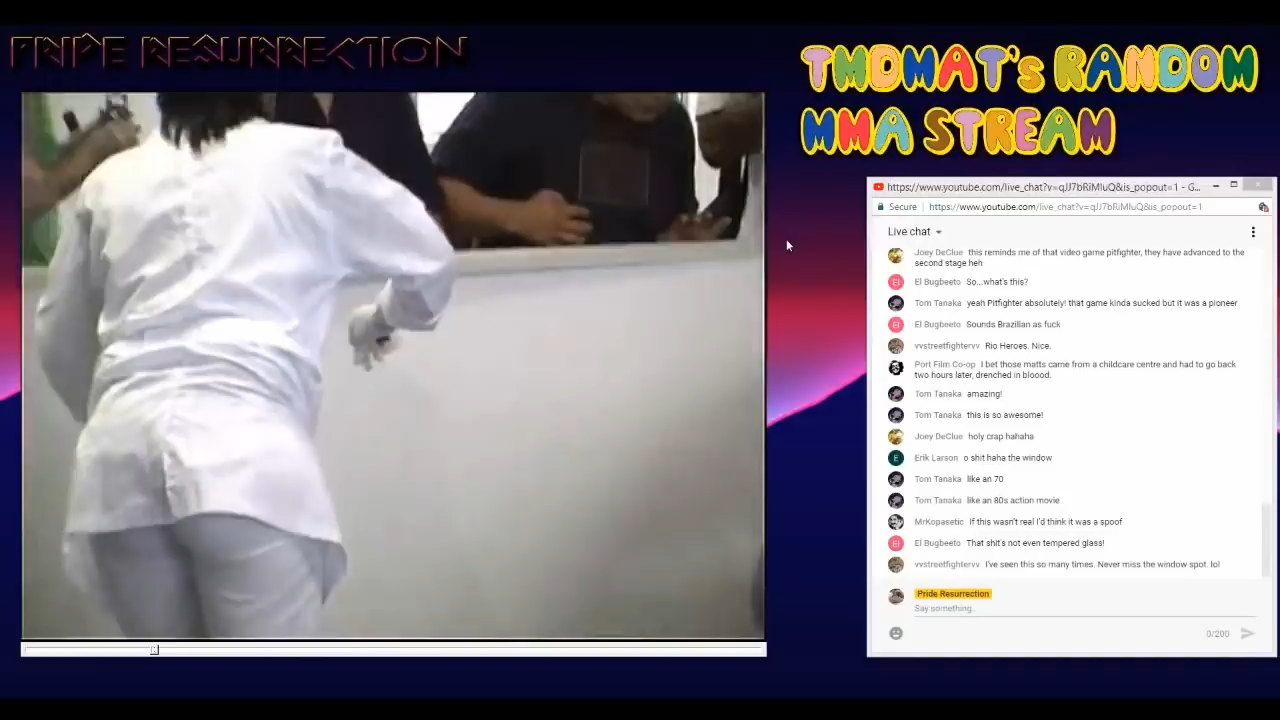 PRIDE RESURRECTION
TMDMAT's RANDOM
MMA STREAM
https://www.youtube.com/live_chat?v=qJJ7bRiMluQ&is_popout=1 - G...
Secure
https://www.youtube.com/live_chat?v=qJJ7bRiMluQ&is_popout=1
Live chat
Joey DeClue this reminds me of that video game pitfighter, they have advanced to the
second stage heh
El Bugbeeto So...what's this?
Tom Tanaka yeah Pitfighter absolutely! that game kinda sucked but it was a pioneer
El Bugbeeto Sounds Brazilian as fuck
vvstreetfightervv Rio Heroes. Nice.
Porl Film Co-op I bet those matts came from a childcare centre and had to go back
two hours later, drenched in bloood.
Tom Tanaka amazing!
Tom Tanaka this is so awesome!
Joey DeClue holy crap hahaha
E Erik Larson o shit haha the window
Tom Tanaka like an 70
Tom Tanaka like an 80s action movie
MrKopasetic If this wasn't real I'd think it was a spoof
El El Bugbeeto That shit's not even tempered glass!
vvstreetfightervv I've seen this so many times. Never miss the window spot. lol
Pride Resurrection
Say something...
0/200